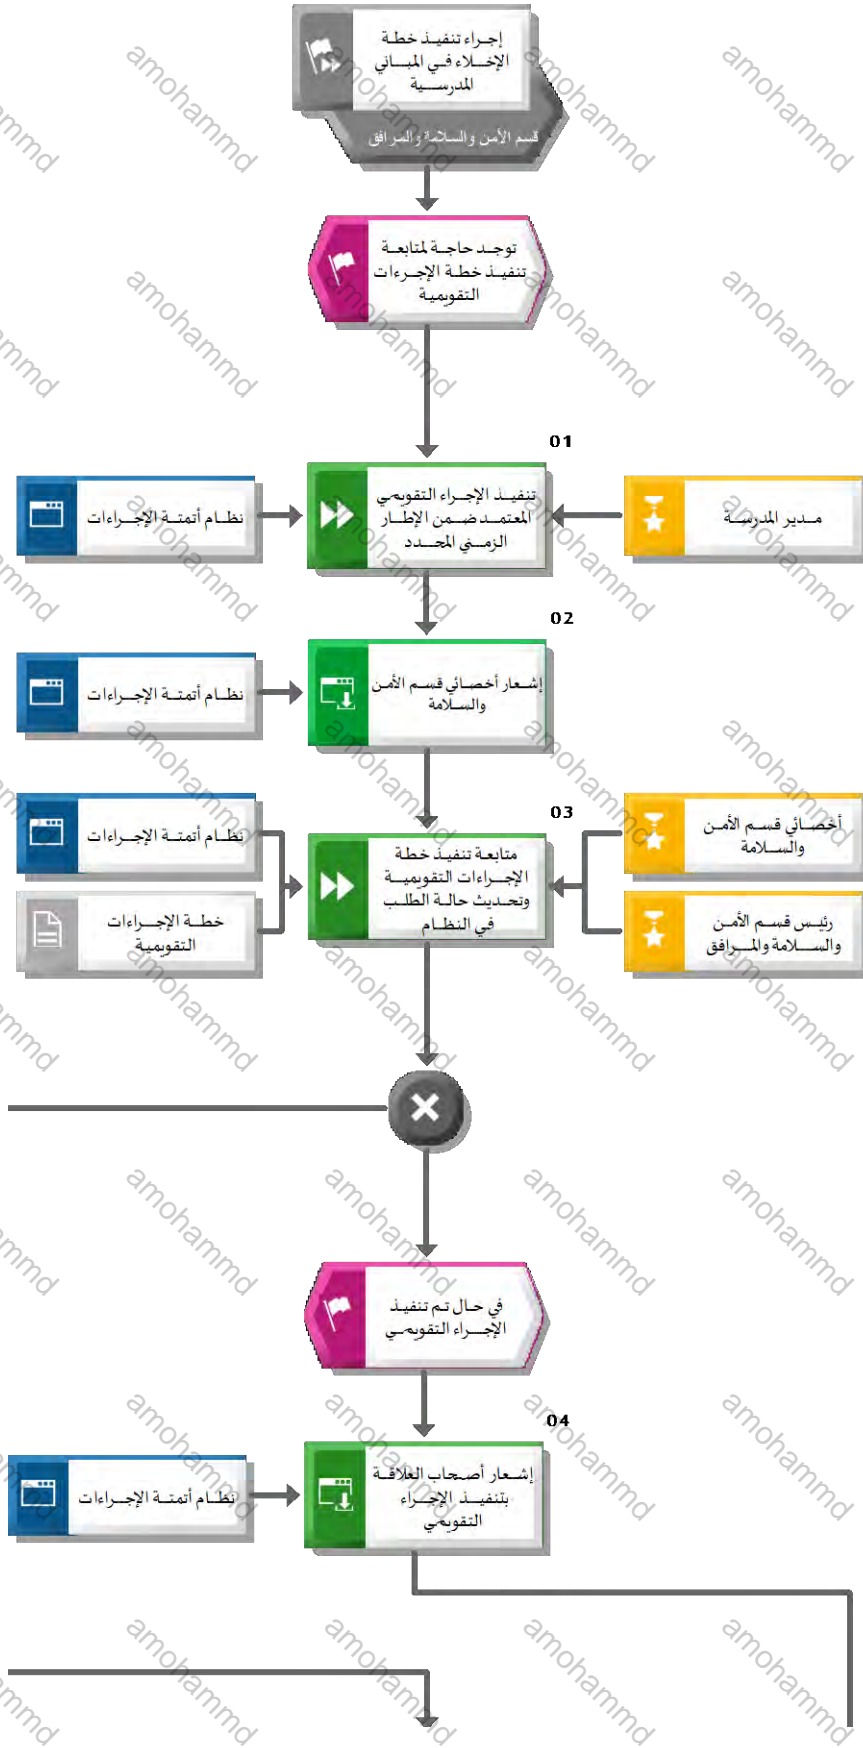 إجراء تنفيذ خطة
الإخلاء في المباني
المدرسية
قسم الأمن والسلامة والمرافق
توجد حاجة لمتابعة
تنفيذ خطة الإجرءات
التقويمية
01
مدير المدرسة
تنفيذ الإجراء التقويمي
المعتمد ضمن الإطار
الزمني المحدد
نظام أتمتة الإجراءات
02
إشعار أخصائي قسم الأمن
والسلامة
نظام أتمتة الإجراءات
03
أخصائي قسم الأمن
والسلامة
رئيس قسم الأمن
والسلامة والمرافق
متابعة تنفيذ خطة
الإجراءات التقويمية
وتحديث حالة الطلب
في النظام
نظام أتمتة الإجراءات
خطة الإجراءات
التقويمية
في حال تم تنفيذ
الإجراء التقويمي
04
إشعار أصحاب العلاقة
بتنفيذ الإجراء
التقويمي
نظام أتمتة الإجراءات
amohammd